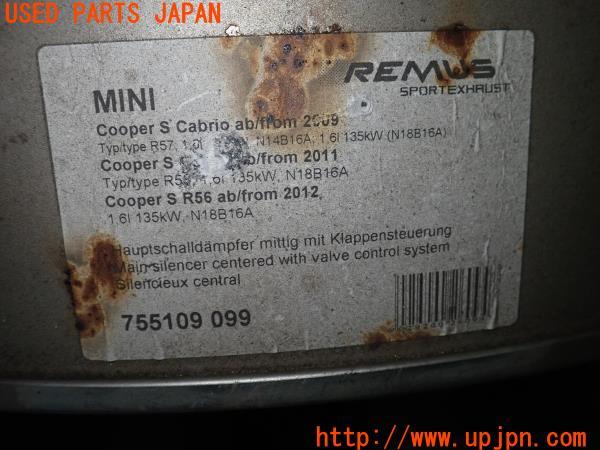 USED PARTS JAPAN
REMUS
SPORTEXHAUST
MINI
Cooper S Cabrio ab/from 2009
Typ/type R57, N14B16A, 1.6l 135kW (N18B16A)
Cooper S ab/from 2011
Typ/type 135kW, N18B16A
Cooper S R56 ab/from 2012,
1.6l 135kW, N18B16A
Hauptschalldämpfer mittig mit Klappensteuerung
Main silencer centered with valve control system
Silencieux central
755109 099
UPJ
http://www.upjpn.com/